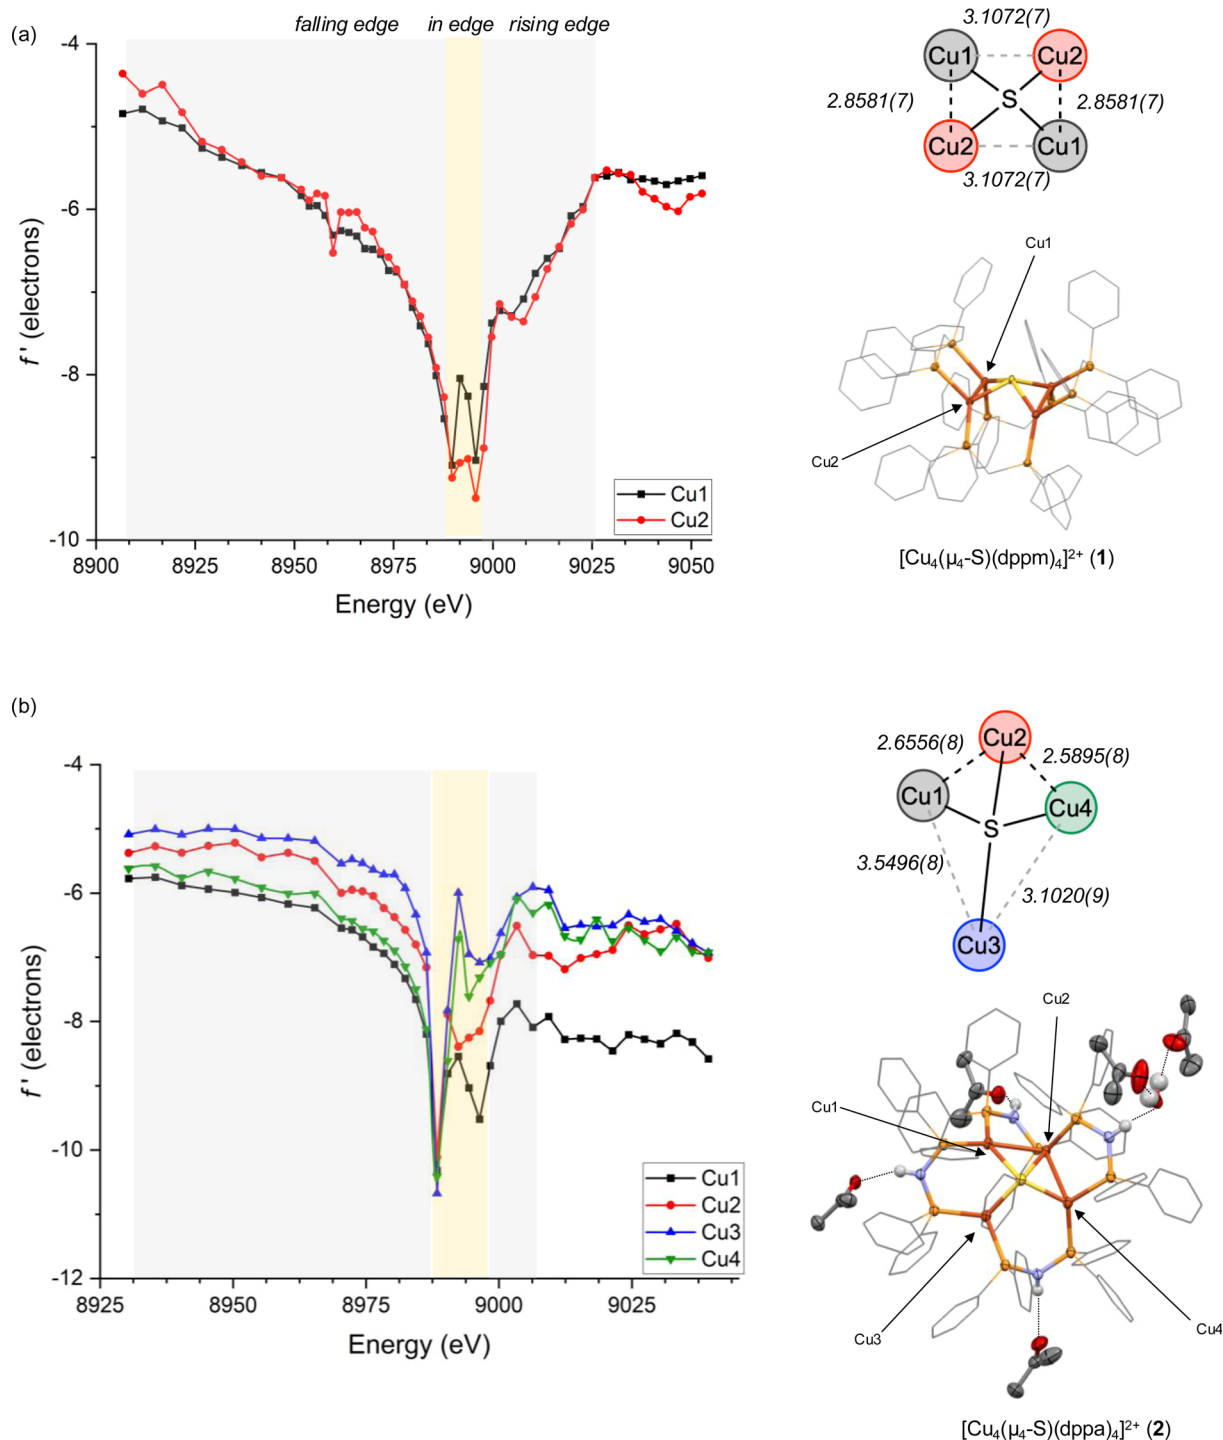 (a)
falling edge in edge rising edge
-4
-6
-8
-10
f' (electrons)
8900 8925 8950 8975 9000 9025 9050
Energy (eV)
Cu1
Cu2
3.1072(7)
Cu1 Cu2
2.8581(7) S 2.8581(7)
Cu2 Cu1
3.1072(7)
Cu1
Cu2
[Cu₄(μ₄-S)(dppm)₄]²⁺ (1)
(b)
-4
-6
-8
-10
-12
f' (electrons)
8925 8950 8975 9000 9025
Energy (eV)
Cu1
Cu2
Cu3
Cu4
Cu2
2.6556(8) 2.5895(8)
Cu1 Cu4
S
3.5496(8) 3.1020(9)
Cu3
Cu2
Cu1
Cu3
Cu4
[Cu₄(μ₄-S)(dppa)₄]²⁺ (2)